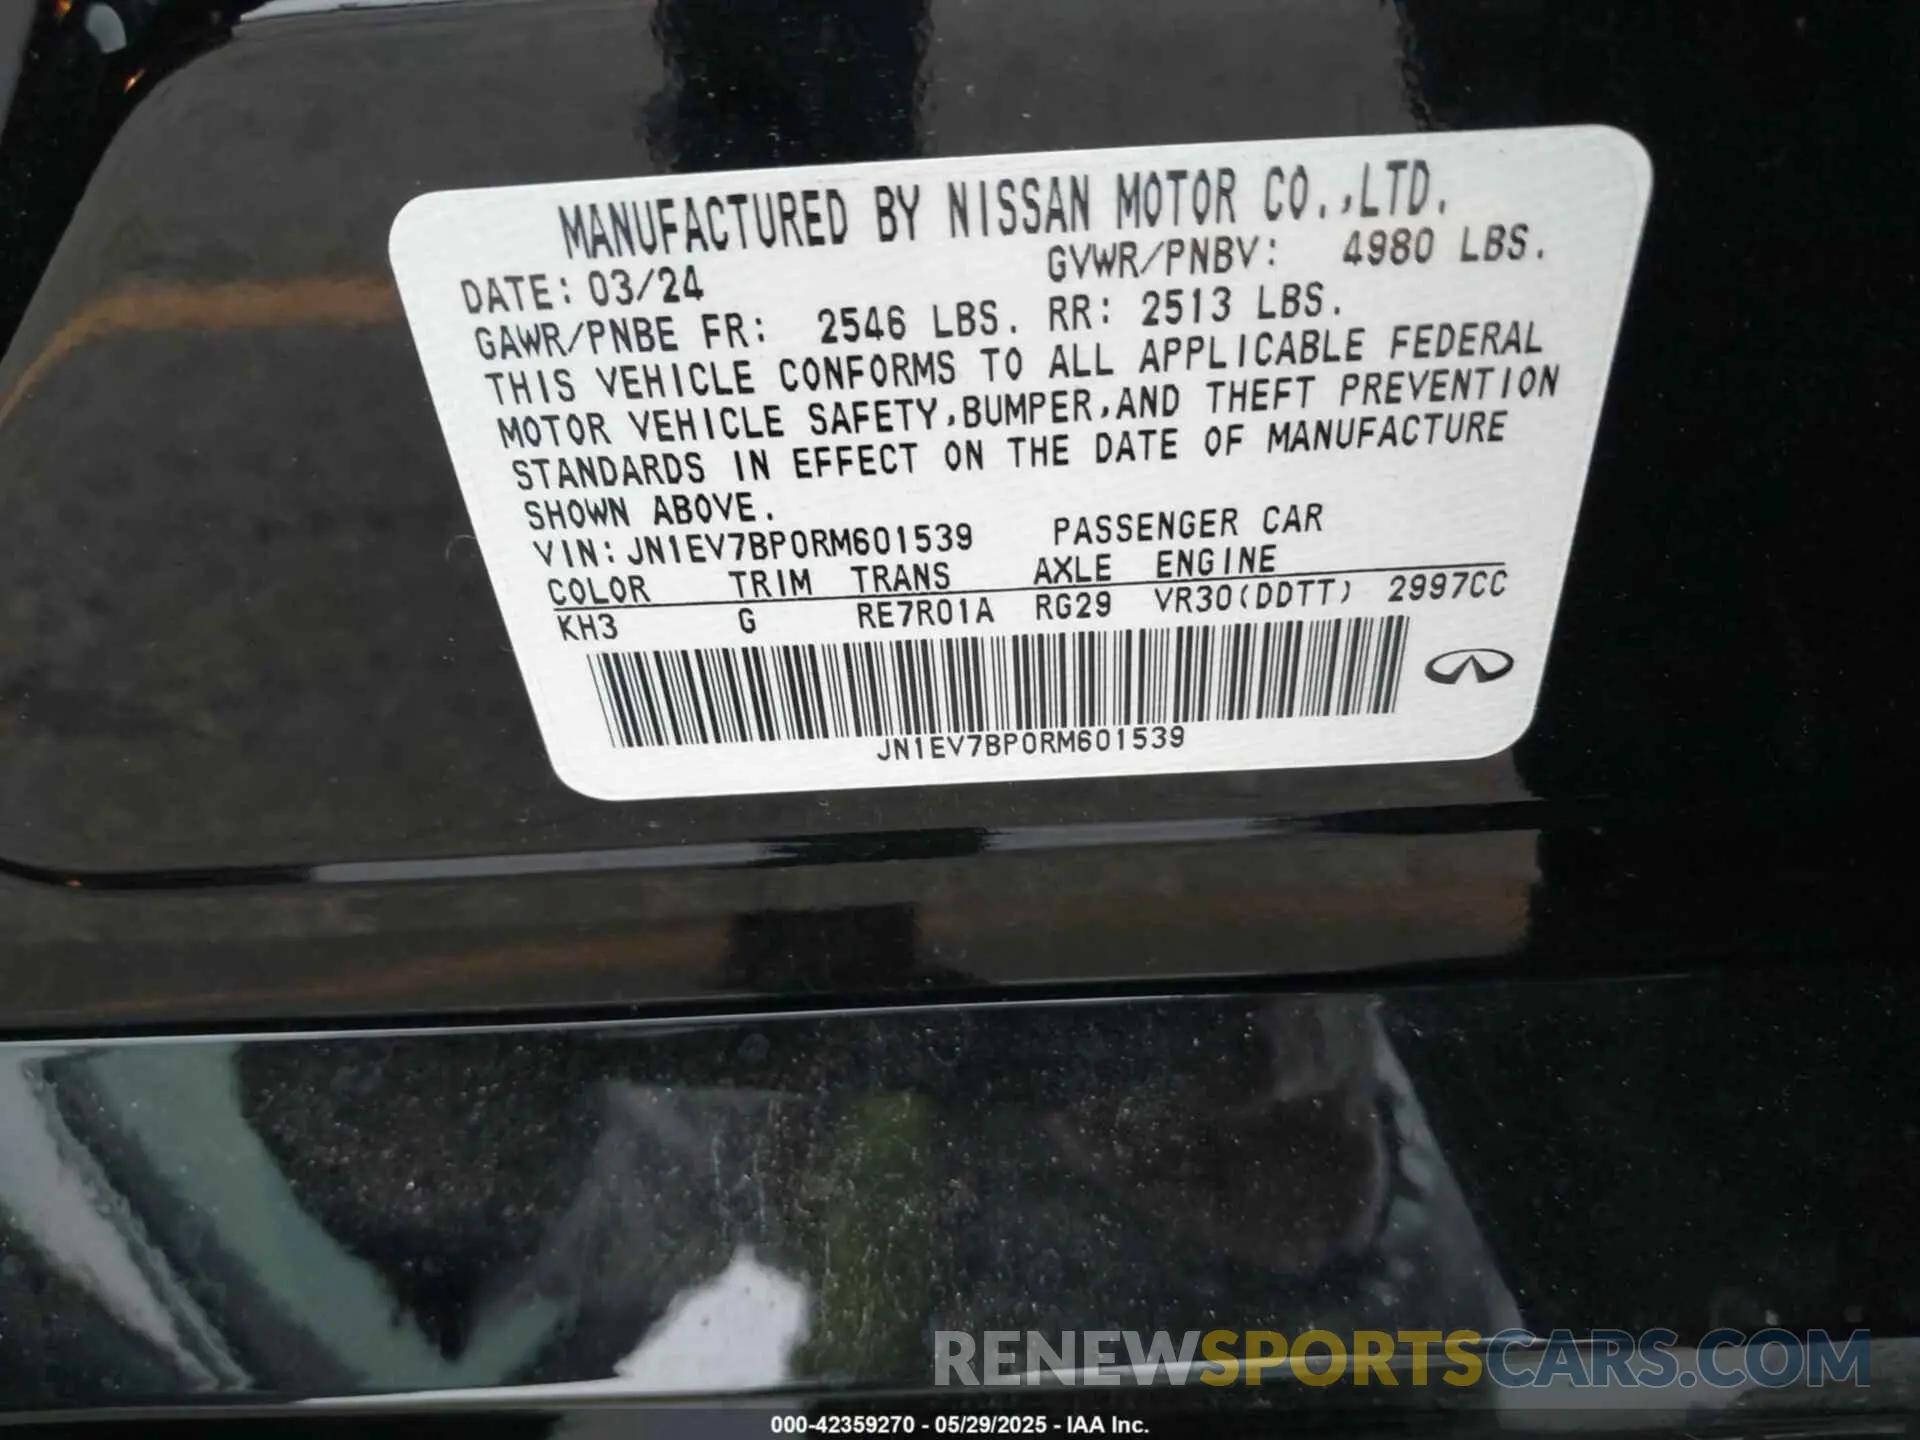 MANUFACTURED BY NISSAN MOTOR CO.,LTD.
DATE: 03/24 GVWR/PNBV: 4980 LBS.
GAWR/PNBE FR: 2546 LBS. RR: 2513 LBS.
THIS VEHICLE CONFORMS TO ALL APPLICABLE FEDERAL
MOTOR VEHICLE SAFETY,BUMPER,AND THEFT PREVENTION
STANDARDS IN EFFECT ON THE DATE OF MANUFACTURE
SHOWN ABOVE.
VIN: JN1EV7BP0RM601539 PASSENGER CAR
COLOR TRIM TRANS AXLE ENGINE
KH3 G RE7R01A RG29 VR30(DDTT) 2997CC
JN1EV7BP0RM601539
RENEWSPORTSCARS.COM
000-42359270 - 05/29/2025 - IAA Inc.